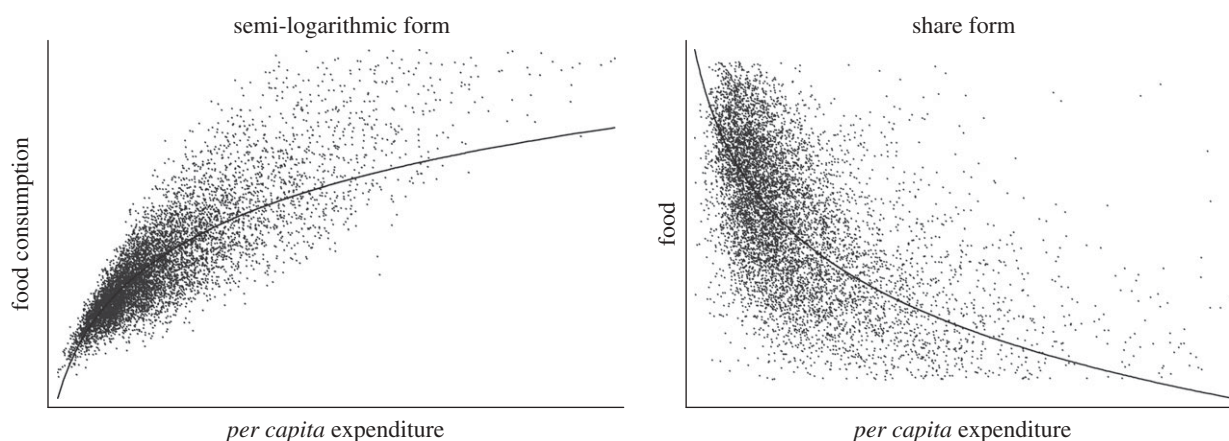 semi-logarithmic form
food consumption
per capita expenditure
share form
food
per capita expenditure